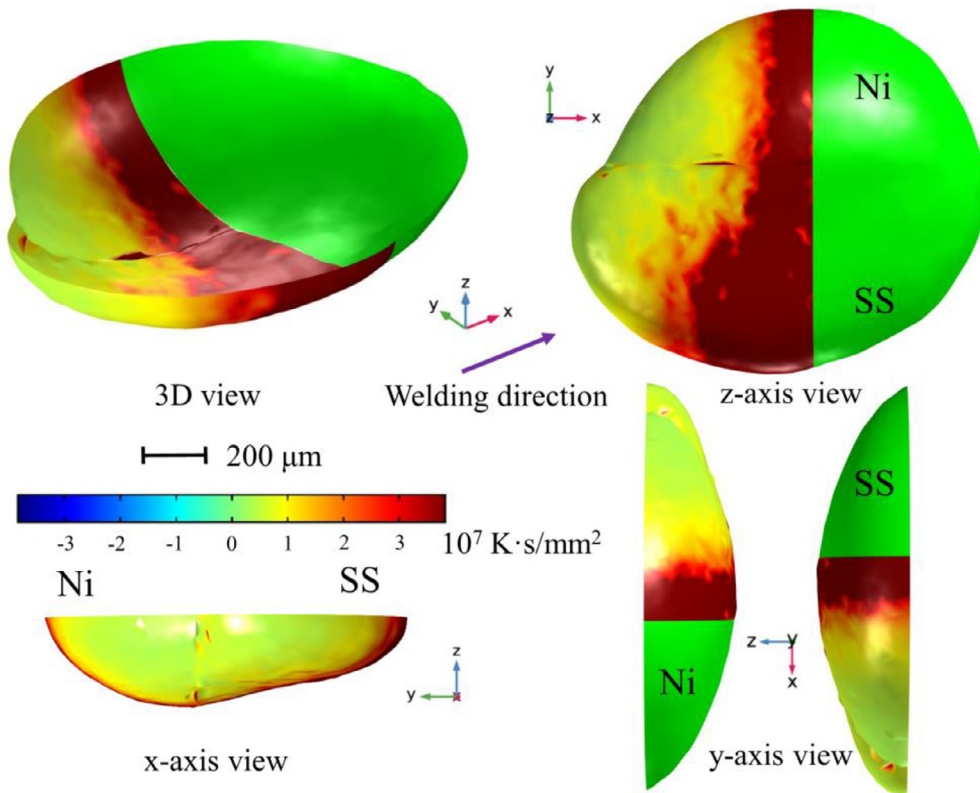 y
x
z
Ni
SS
z
y
x
3D view
Welding direction
z-axis view
200 μm
-3 -2 -1 0 1 2 3
10⁷ K·s/mm²
Ni SS
SS
z
y
x
z
y
x
Ni
x-axis view
y-axis view